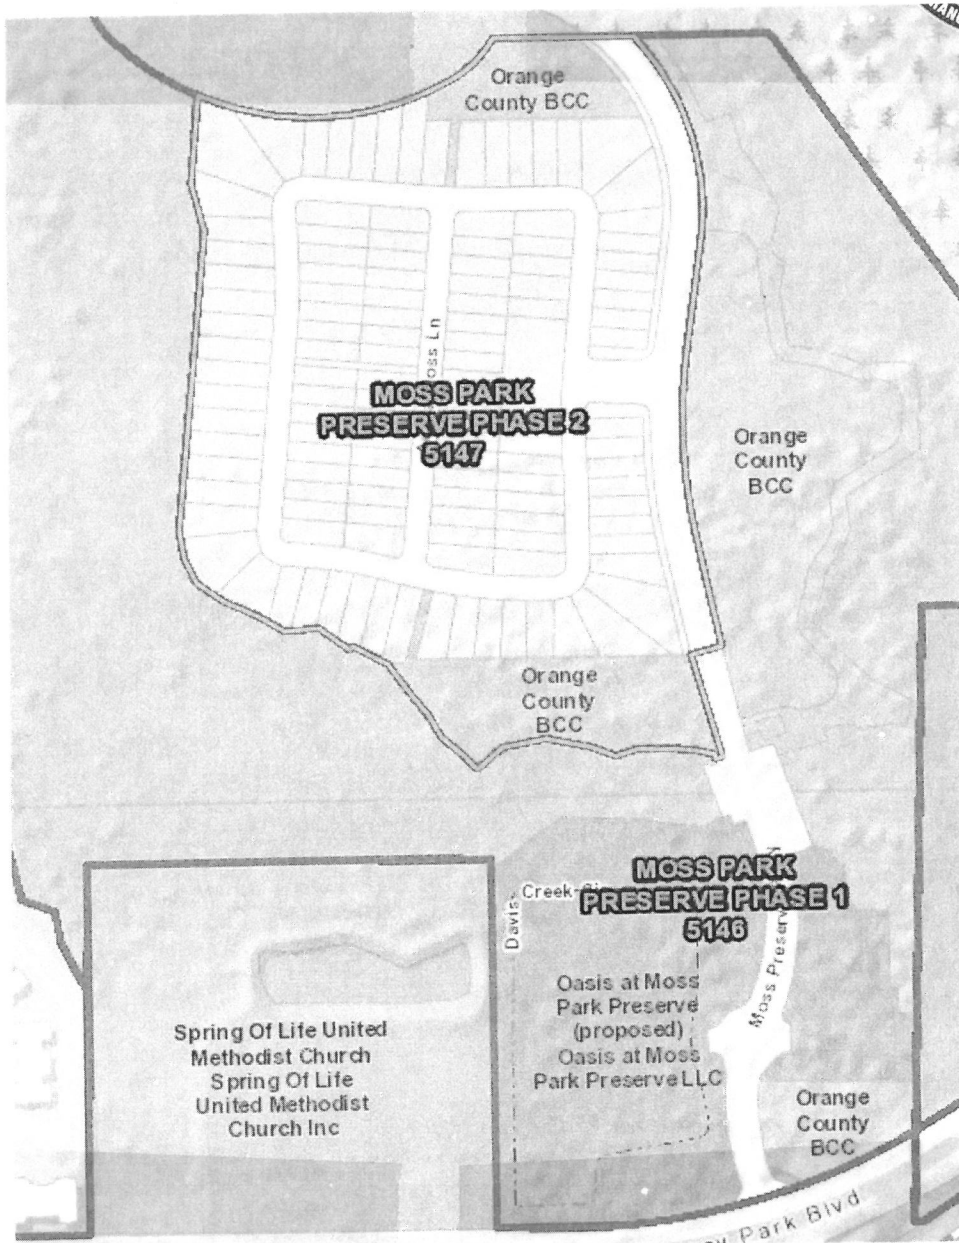 Orange
County BCC
oss Ln
MOSS PARK
PRESERVE PHASE 2
5147
Orange
County
BCC
Orange
County
BCC
MOSS PARK
PRESERVE PHASE 1
5146
Davis
Creek
Moss Preserv
Oasis at Moss
Park Preserve
(proposed)
Oasis at Moss
Park Preserve LLC
Spring Of Life United
Methodist Church
Spring Of Life
United Methodist
Church Inc
Orange
County
BCC
Park Blvd